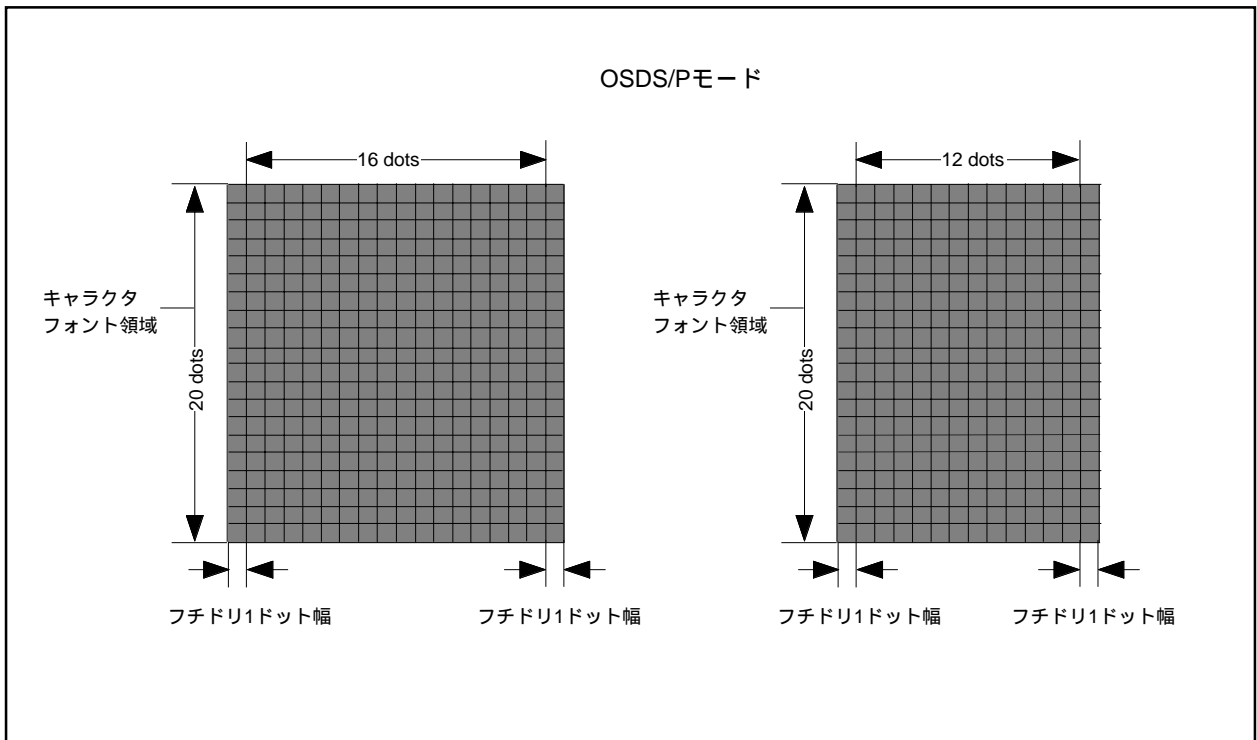 OSDS/Pモード
16 dots
キャラクタ
フォント領域
20 dots
フチドリ1ドット幅
フチドリ1ドット幅
12 dots
キャラクタ
フォント領域
20 dots
フチドリ1ドット幅
フチドリ1ドット幅